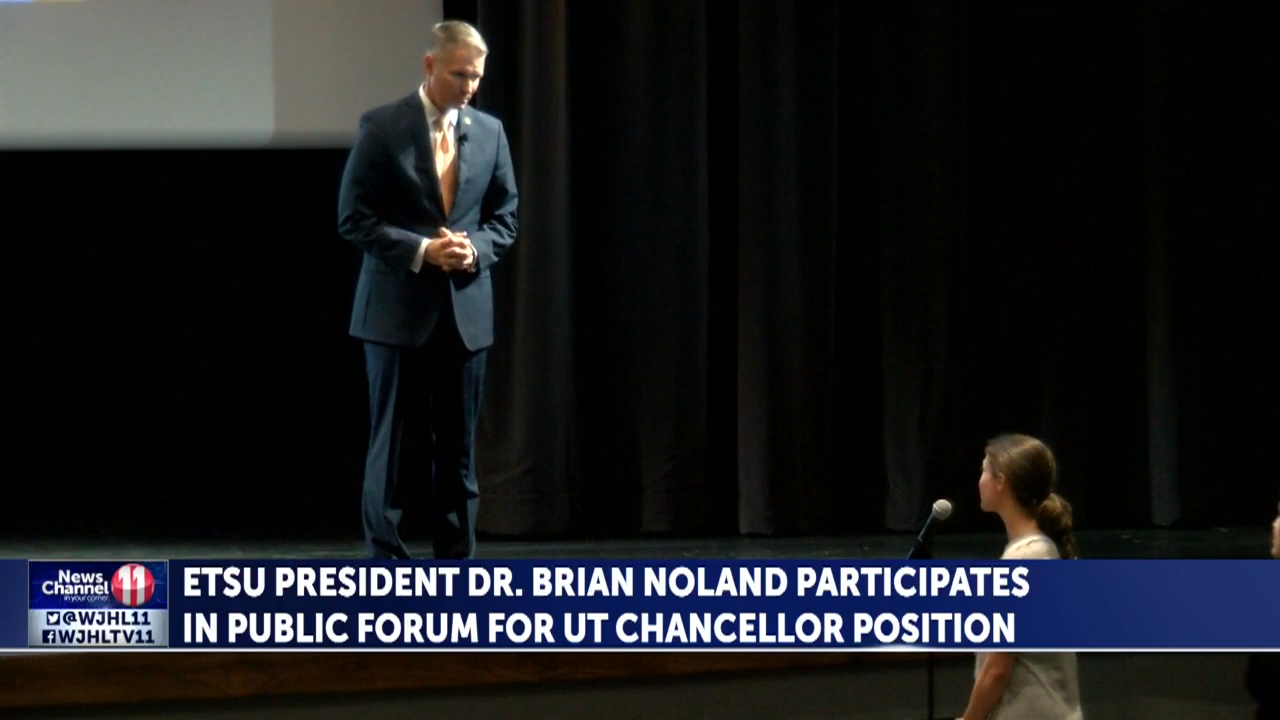 News 11
Channel
in your corner.
@WJHL11
WJHLTV11
ETSU PRESIDENT DR. BRIAN NOLAND PARTICIPATES
IN PUBLIC FORUM FOR UT CHANCELLOR POSITION